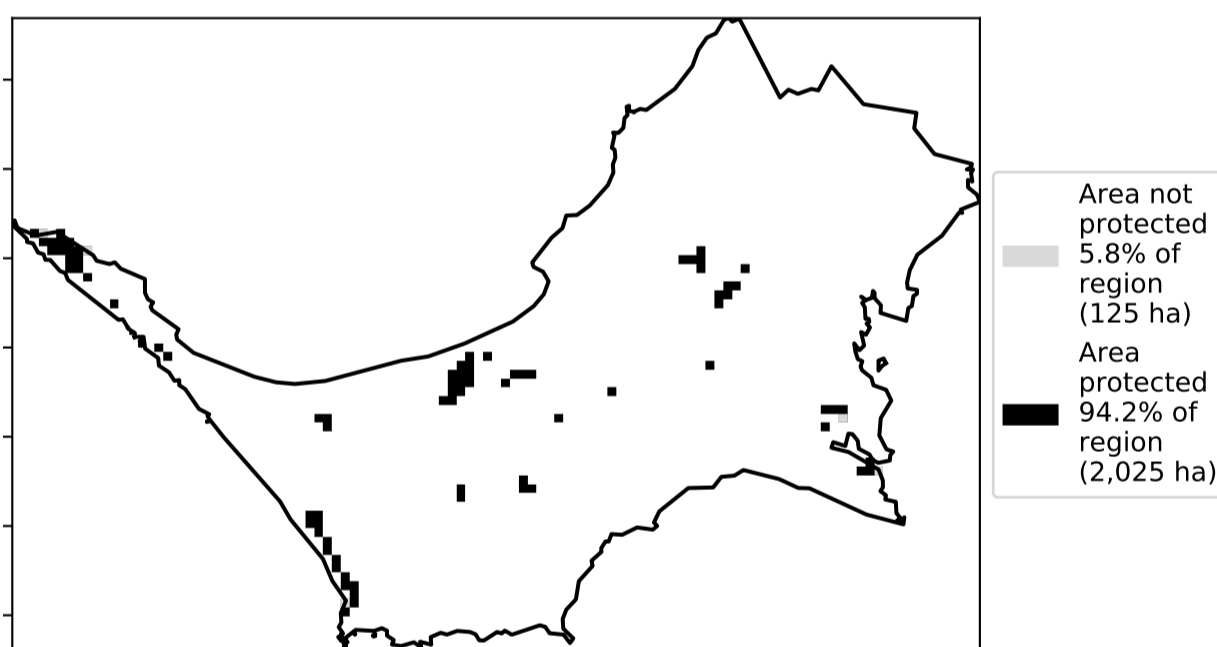 Area not
protected
5.8% of
region
(125 ha)
Area
protected
94.2% of
region
(2,025 ha)